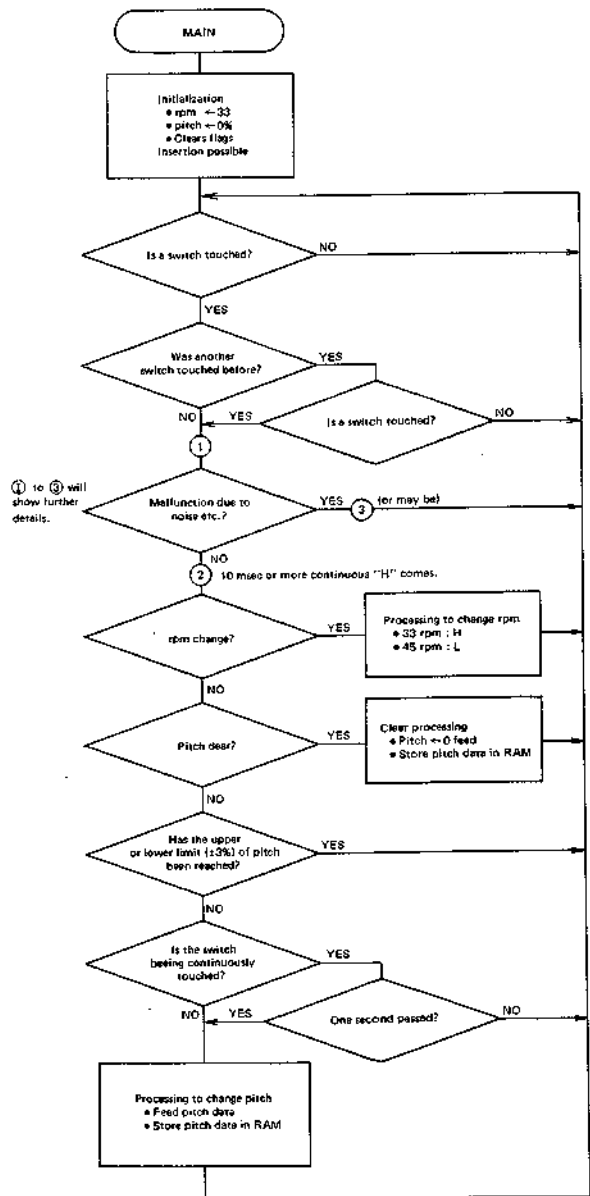 MAIN
Initialization
• rpm ← 33
• pitch ← 0%
• Clears flags
Insertion possible
Is a switch touched?
NO
YES
Was another
switch touched before?
YES
NO
YES
Is a switch touched?
NO
①
① to ③ will
show further
details.
Malfunction due to
noise etc.?
YES
③
(or may be)
NO
②
10 msec or more continuous "H" comes.
rpm change?
YES
Processing to change rpm
• 33 rpm : H
• 45 rpm : L
NO
Pitch clear?
YES
Clear processing
• Pitch ← 0 feed
• Store pitch data in RAM
NO
Has the upper
or lower limit (±3%) of pitch
been reached?
YES
NO
Is the switch
beeing continuously
touched?
YES
NO
YES
One second passed?
NO
Processing to change pitch
• Feed pitch data
• Store pitch data in RAM